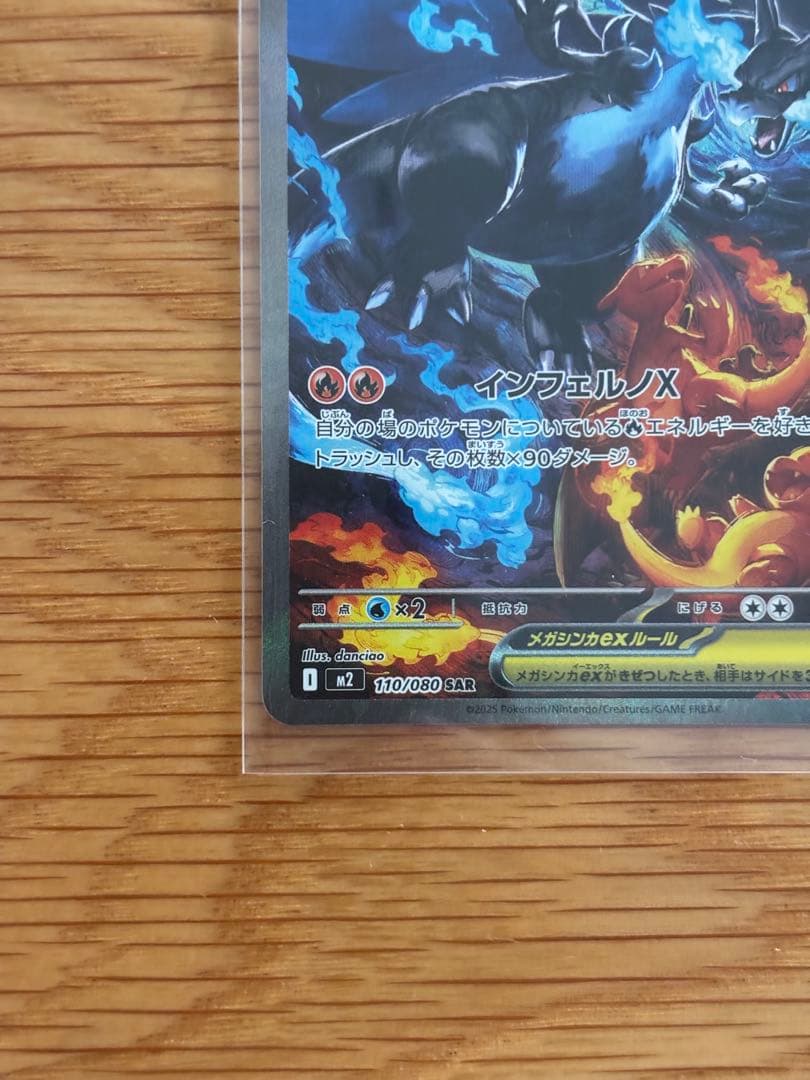 インフェルノX
自分の場のポケモンについているエネルギーを好き
トラッシュし、その枚数×90ダメージ。
弱点 ×2 抵抗力 にげる
メガシンカexルール
メガシンカexがきぜつしたとき、相手はサイドを3
Illus. danciao
I M2 110/080 SAR
©2025 Pokémon/Nintendo/Creatures/GAME FREAK